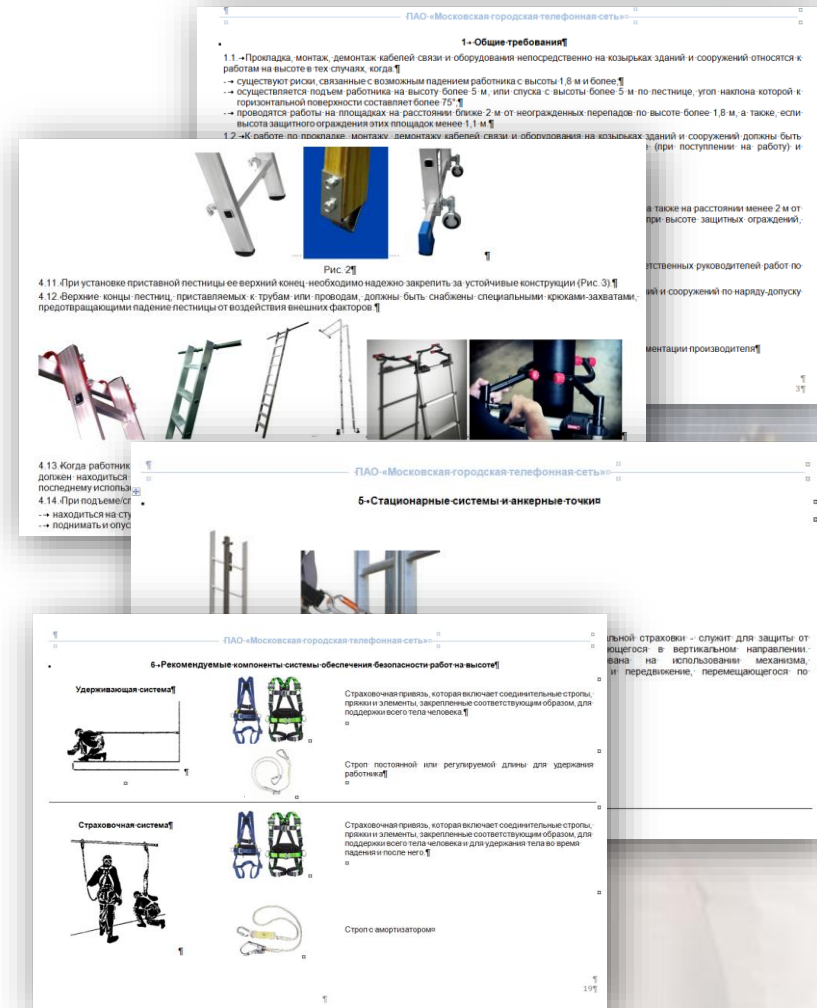 ПАО «Московская городская телефонная сеть»
1 Общие требования
1.1. Прокладка, монтаж, демонтаж кабелей связи и оборудования непосредственно на козырьках зданий и сооружений относятся к
работам на высоте в тех случаях, когда:
- существуют риски, связанные с возможным падением работника с высоты 1,8 м и более;
- осуществляется подъем работника на высоту более 5 м, или спуска с высоты более 5 м по лестнице, угол наклона которой к
горизонтальной поверхности составляет более 75°;
- проводятся работы на площадках на расстоянии ближе 2 м от неогражденных перепадов по высоте более 1,8 м, а также, если
высота защитного ограждения этих площадок менее 1,1 м.
1.2. К работе по прокладке, монтажу, демонтажу кабелей связи и оборудования на козырьках зданий и сооружений должны быть
(при поступлении на работу) и
а также на расстоянии менее 2 м от
при высоте защитных ограждений,
етственных руководителей работ по
ий и сооружений по наряду-допуску
ментации производителя
3
Рис. 2
4.11. При установке приставной лестницы ее верхний конец необходимо надежно закрепить за устойчивые конструкции (Рис. 3).
4.12. Верхние концы лестниц, приставляемых к трубам или проводам, должны быть снабжены специальными крюками-захватами,
предотвращающими падение лестницы от воздействия внешних факторов.
4.13. Когда работник
должен находиться
последнему использо
4.14. При подъеме/сп
- находиться на сту
- поднимать и опус
ПАО «Московская городская телефонная сеть»
5 Стационарные системы и анкерные точки
льной страховки - служит для защиты от
ющегося в вертикальном направлении.
вана на использовании механизма,
и передвижение, перемещающегося по
ПАО «Московская городская телефонная сеть»
6 Рекомендуемые компоненты системы обеспечения безопасности работ на высоте
Удерживающая система
Страховочная привязь, которая включает соединительные стропы,
пряжки и элементы, закрепленные соответствующим образом, для
поддержки всего тела человека.
Строп постоянной или регулируемой длины для удержания
работника
Страховочная система
Страховочная привязь, которая включает соединительные стропы,
пряжки и элементы, закрепленные соответствующим образом, для
поддержки всего тела человека и для удержания тела во время
падения и после него.
Строп с амортизатором
19